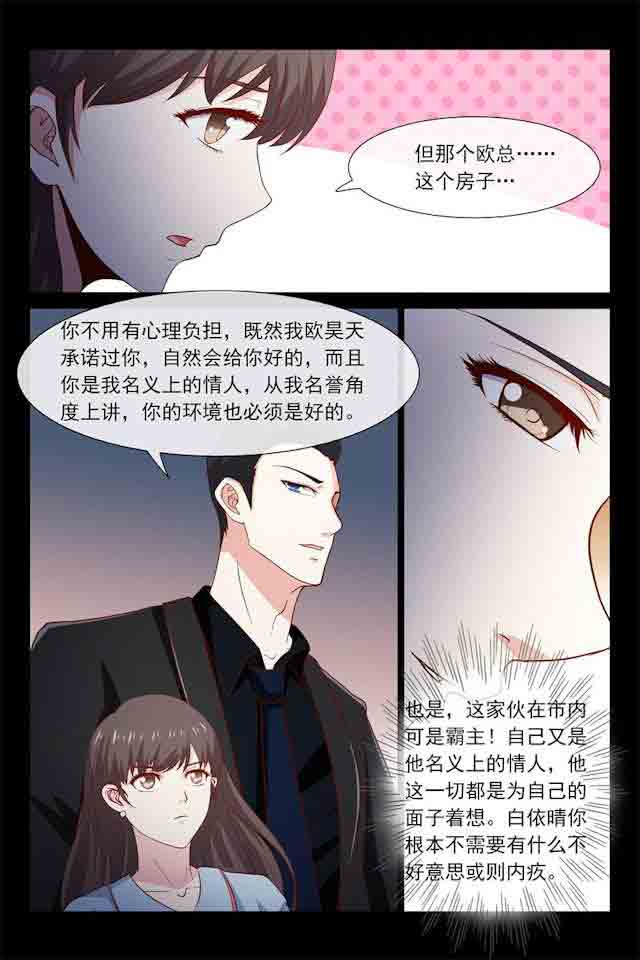 但那个欧总……
这个房子…
你不用有心理负担，既然我欧昊天
承诺过你，自然会给你好的，而且
你是我名义上的情人，从我名誉角
度上讲，你的环境也必须是好的。
也是，这家伙在市内
可是霸主！自己又是
他名义上的情人，他
这一切都是为自己的
面子着想。白依晴你
根本不需要有什么不
好意思或则内疚。